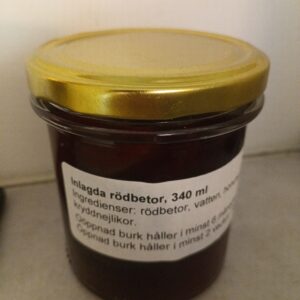 Inlagda rödbetor, 340 ml
Ingredienser: rödbetor, vatten,
kryddnejlikor.
Oöppnad burk håller i minst 6
Öppnad burk håller i minst 2